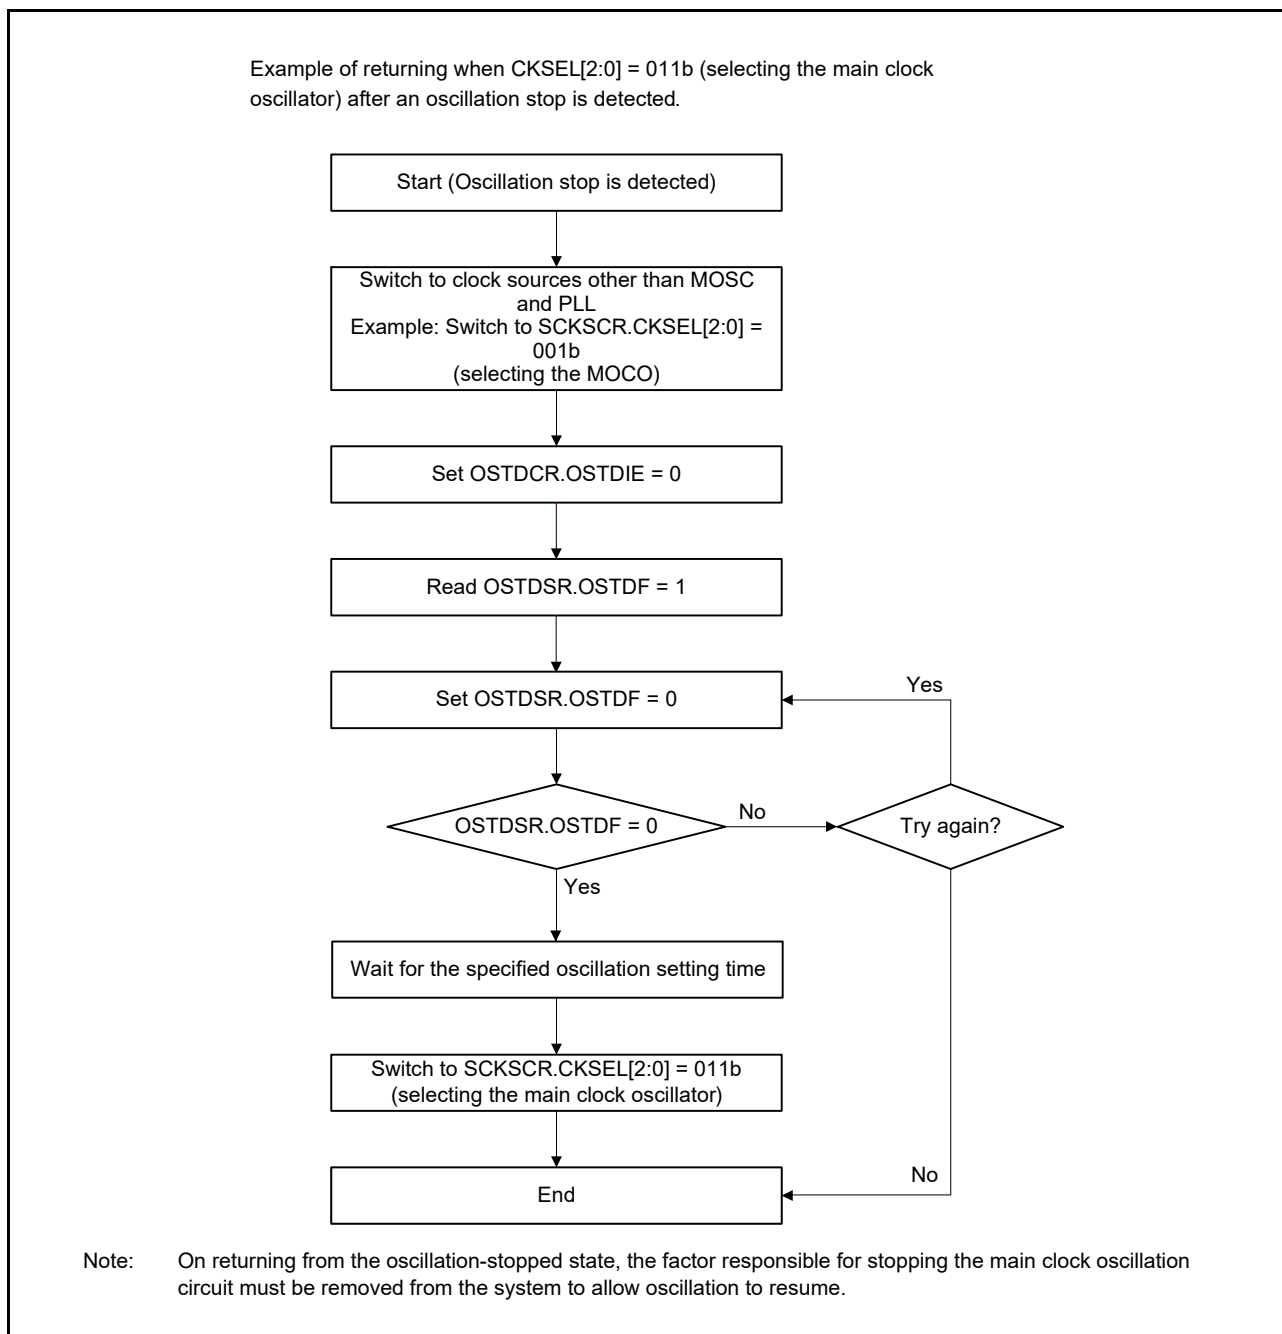 Example of returning when CKSEL[2:0] = 011b (selecting the main clock
oscillator) after an oscillation stop is detected.
Start (Oscillation stop is detected)
Switch to clock sources other than MOSC
and PLL
Example: Switch to SCKSCR.CKSEL[2:0] =
001b
(selecting the MOCO)
Set OSTDCR.OSTDIE = 0
Read OSTDSR.OSTDF = 1
Set OSTDSR.OSTDF = 0
Yes
OSTDSR.OSTDF = 0
No
Try again?
Yes
Wait for the specified oscillation setting time
Switch to SCKSCR.CKSEL[2:0] = 011b
(selecting the main clock oscillator)
No
End
Note: On returning from the oscillation-stopped state, the factor responsible for stopping the main clock oscillation
circuit must be removed from the system to allow oscillation to resume.